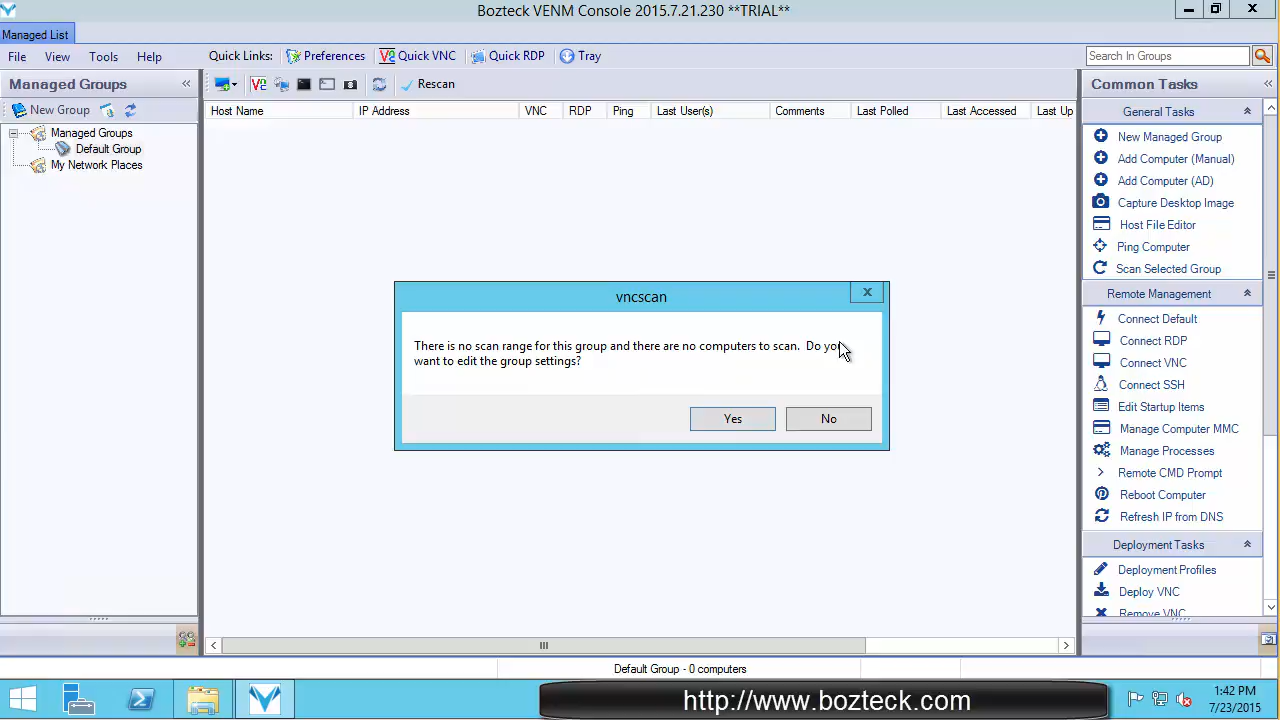 Bozteck VENM Console 2015.7.21.230 **TRIAL**
Managed List
File View Tools Help Quick Links: Preferences Quick VNC Quick RDP Tray Search In Groups
Managed Groups
Rescan
Common Tasks
New Group
Host Name IP Address VNC RDP Ping Last User(s) Comments Last Polled Last Accessed Last Up
Managed Groups
Default Group
My Network Places
General Tasks
New Managed Group
Add Computer (Manual)
Add Computer (AD)
Capture Desktop Image
Host File Editor
Ping Computer
Scan Selected Group
Remote Management
Connect Default
Connect RDP
Connect VNC
Connect SSH
Edit Startup Items
Manage Computer MMC
Manage Processes
Remote CMD Prompt
Reboot Computer
Refresh IP from DNS
Deployment Tasks
Deployment Profiles
Deploy VNC
Remove VNC
vncscan
There is no scan range for this group and there are no computers to scan. Do you
want to edit the group settings?
Yes No
Default Group - 0 computers
http://www.bozteck.com
1:42 PM
7/23/2015